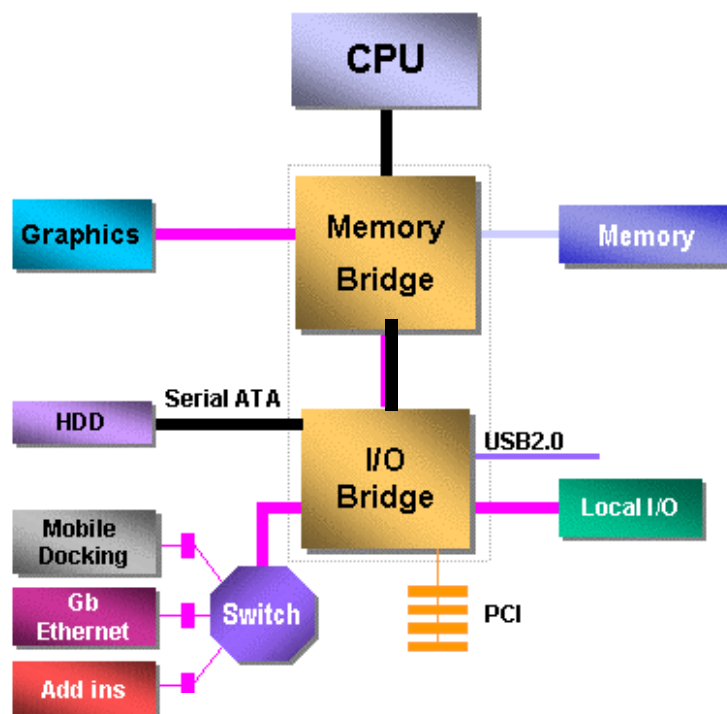 CPU
Graphics
Memory
Bridge
Memory
Serial ATA
HDD
I/O
Bridge
USB2.0
Local I/O
Mobile
Docking
Gb
Ethernet
Switch
PCI
Add ins